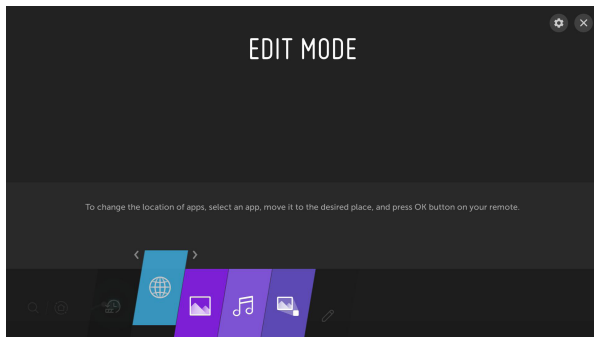 EDIT MODE
To change the location of apps, select an app, move it to the desired place, and press OK button on your remote.